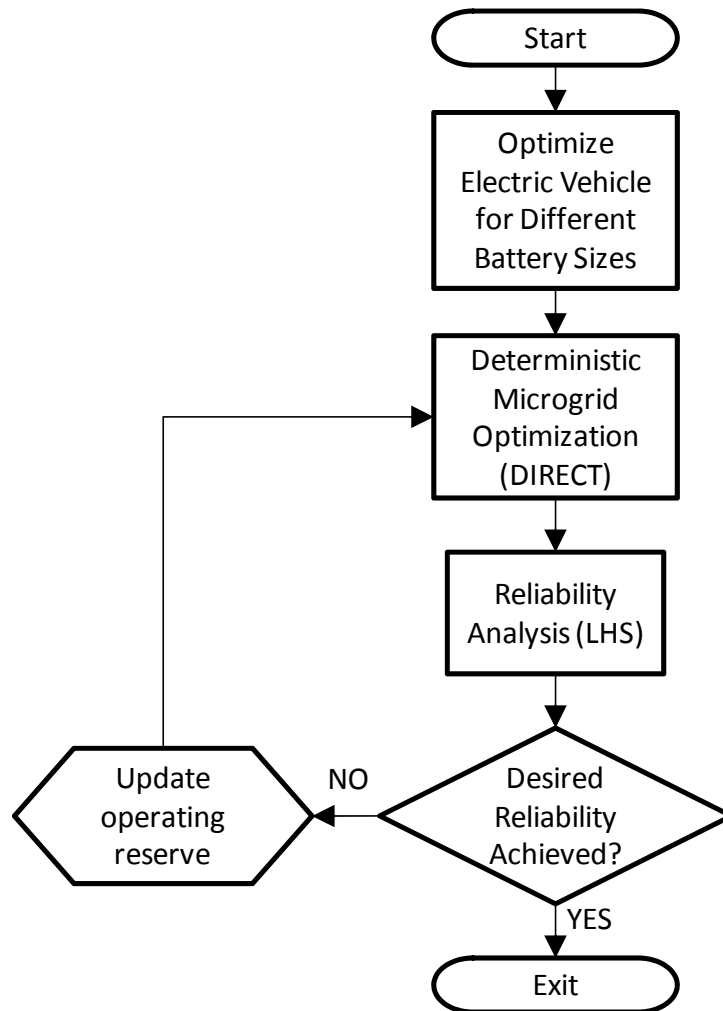 Start
Optimize
Electric Vehicle
for Different
Battery Sizes
Deterministic
Microgrid
Optimization
(DIRECT)
Reliability
Analysis (LHS)
Desired
Reliability
Achieved?
NO
Update
operating
reserve
YES
Exit